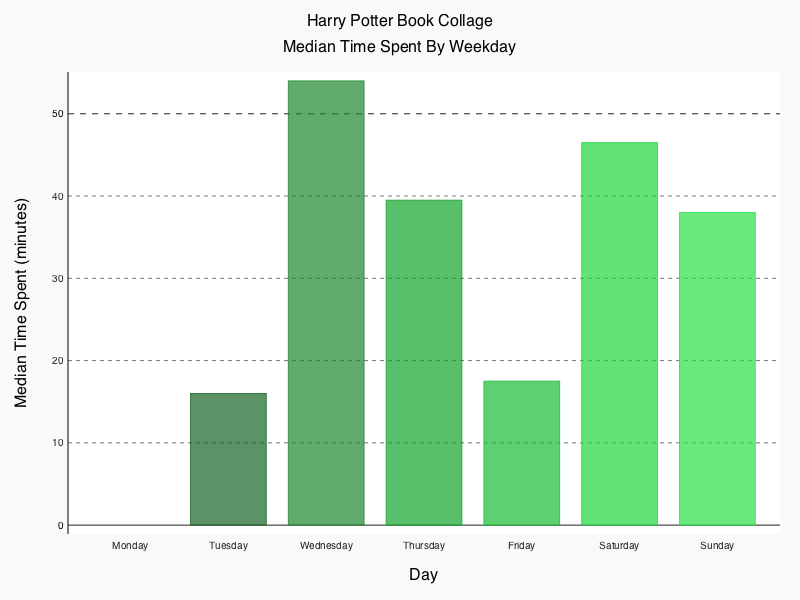 Harry Potter Book Collage
Median Time Spent By Weekday
Median Time Spent (minutes)
50
40
30
20
10
0
Monday Tuesday Wednesday Thursday Friday Saturday Sunday
Day